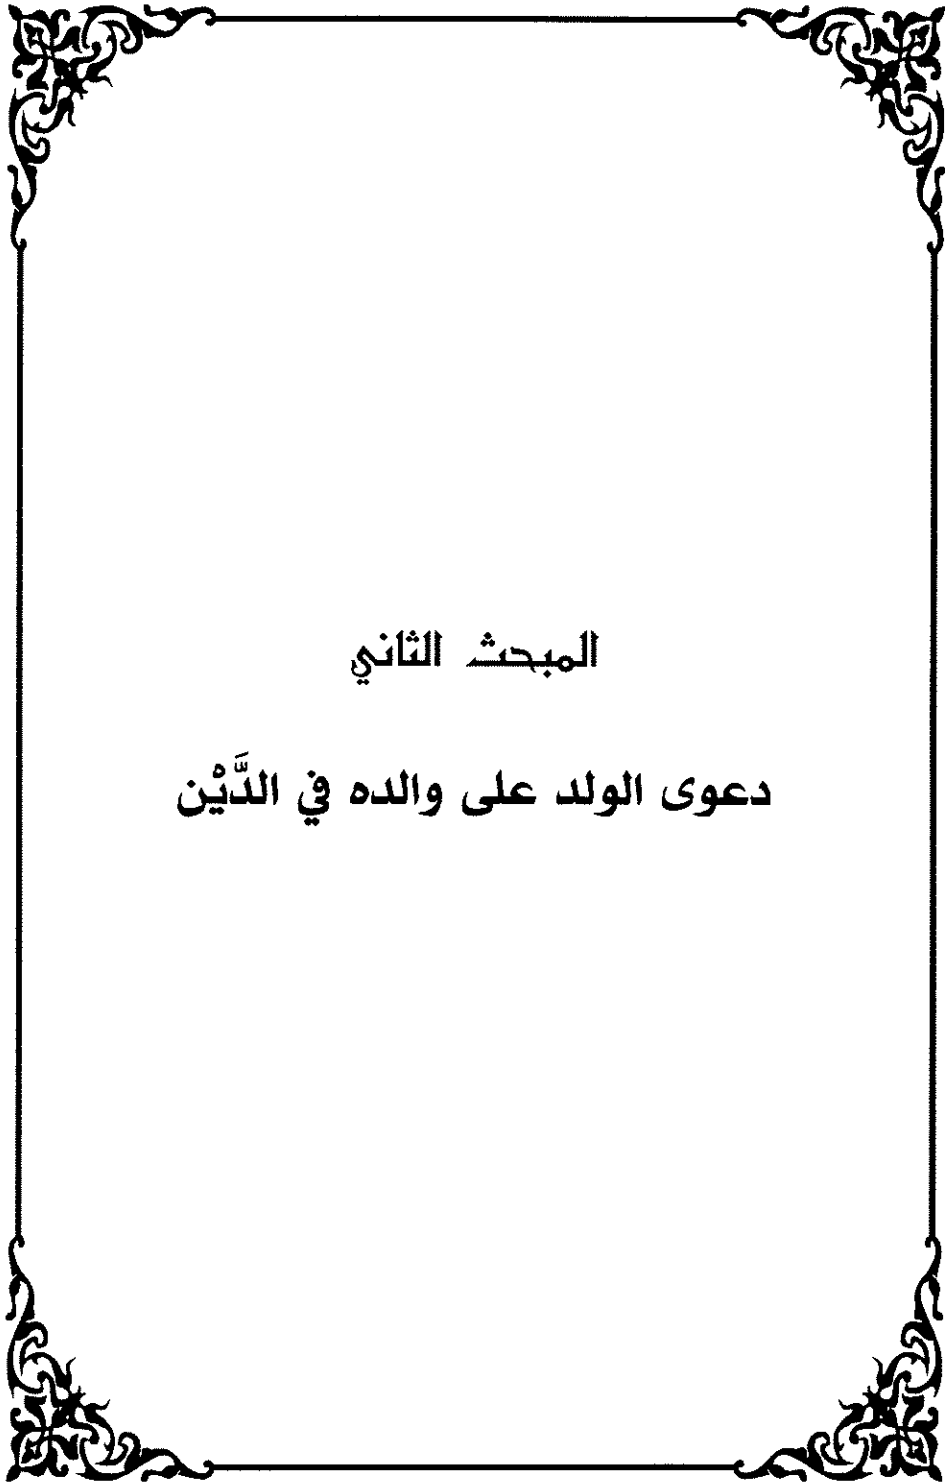 المبحث الثاني
دعوى الولد على والده في الدَّيْن